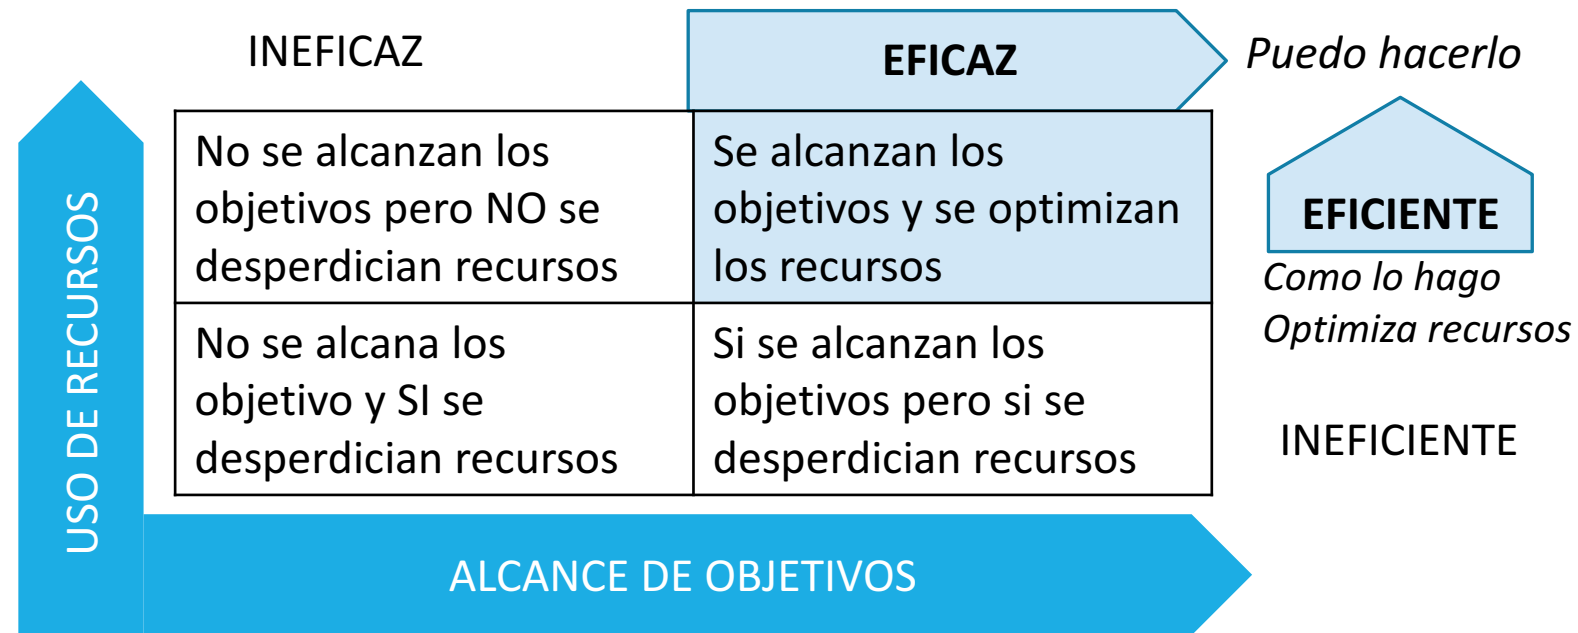 INEFICAZ
EFICAZ
Puedo hacerlo
No se alcanzan los
objetivos pero NO se
desperdician recursos
Se alcanzan los
objetivos y se optimizan
los recursos
EFICIENTE
Como lo hago
Optimiza recursos
No se alcana los
objetivo y SI se
desperdician recursos
Si se alcanzan los
objetivos pero si se
desperdician recursos
INEFICIENTE
USO DE RECURSOS
ALCANCE DE OBJETIVOS